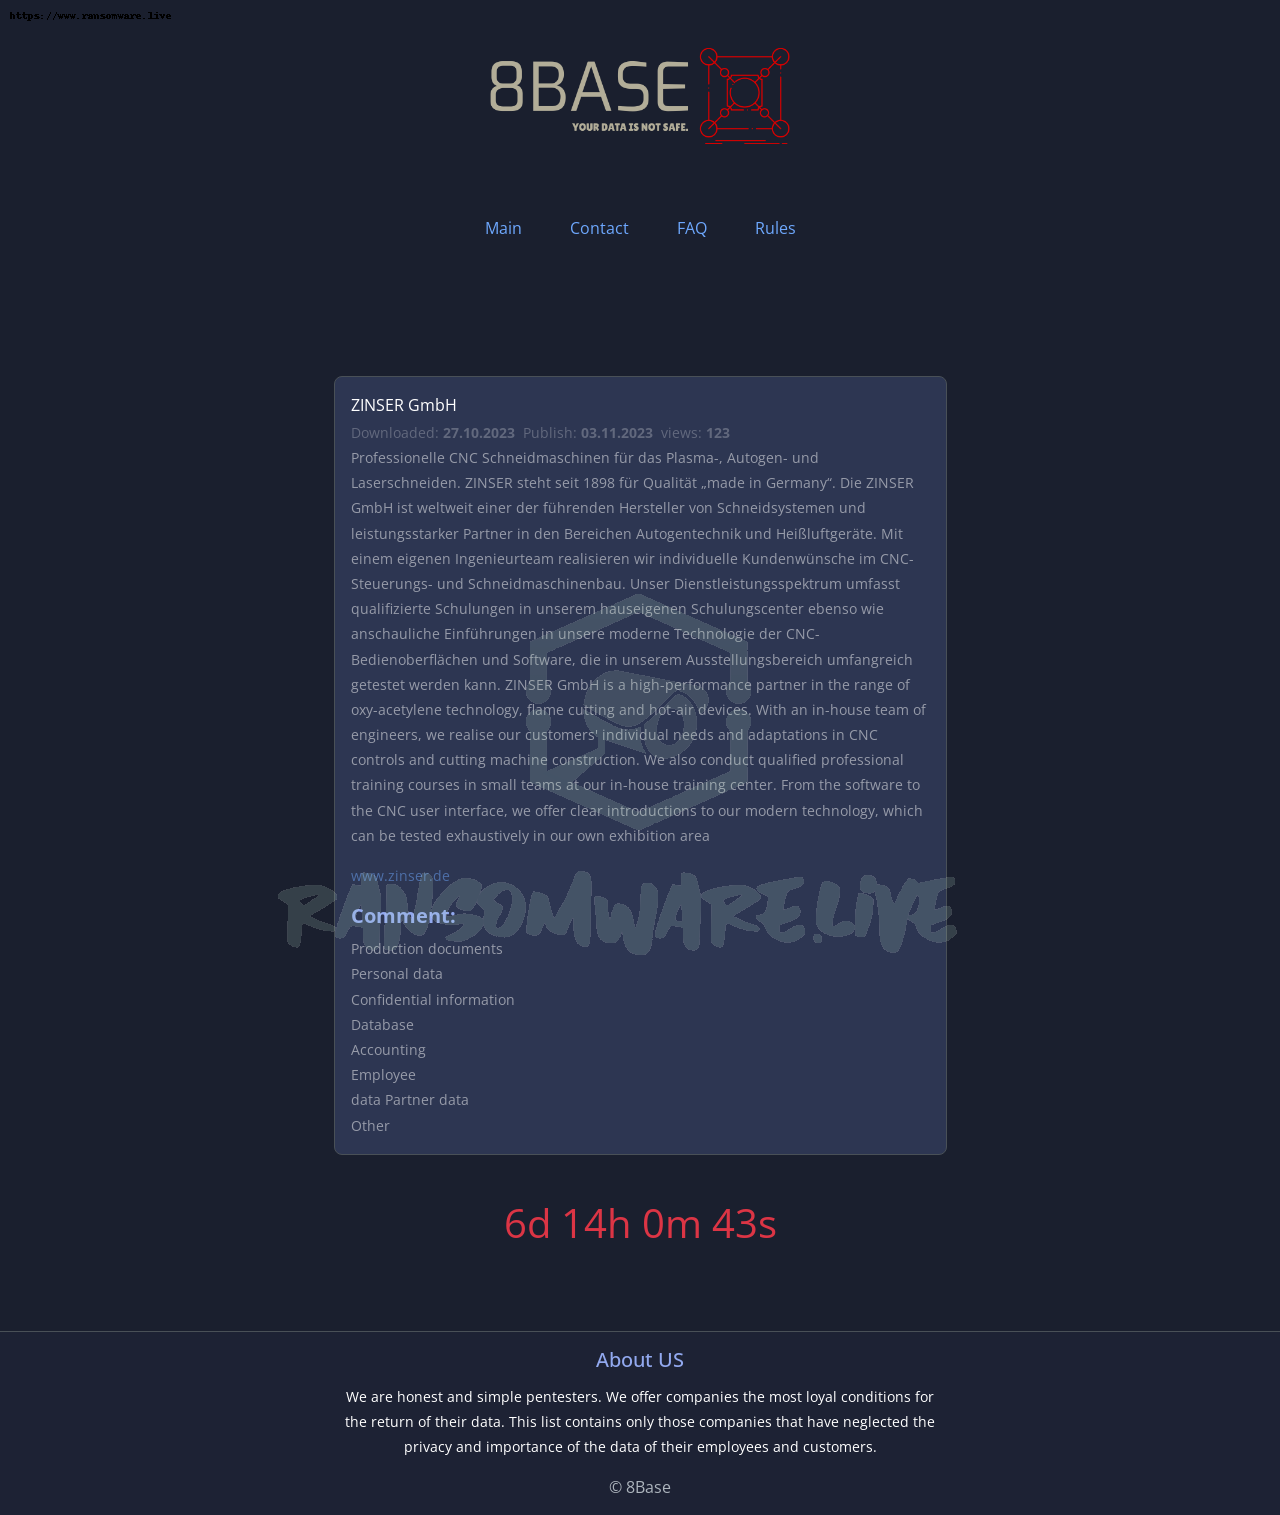 https://www.ransomware.live
8BASE
YOUR DATA IS NOT SAFE.
Main Contact FAQ Rules
ZINSER GmbH
Downloaded: 27.10.2023 Publish: 03.11.2023 views: 123
Professionelle CNC Schneidmaschinen für das Plasma-, Autogen- und
Laserschneiden. ZINSER steht seit 1898 für Qualität „made in Germany“. Die ZINSER
GmbH ist weltweit einer der führenden Hersteller von Schneidsystemen und
leistungsstarker Partner in den Bereichen Autogentechnik und Heißluftgeräte. Mit
einem eigenen Ingenieurteam realisieren wir individuelle Kundenwünsche im CNC-
Steuerungs- und Schneidmaschinenbau. Unser Dienstleistungsspektrum umfasst
qualifizierte Schulungen in unserem hauseigenen Schulungscenter ebenso wie
anschauliche Einführungen in unsere moderne Technologie der CNC-
Bedienoberflächen und Software, die in unserem Ausstellungsbereich umfangreich
getestet werden kann. ZINSER GmbH is a high-performance partner in the range of
oxy-acetylene technology, flame cutting and hot-air devices. With an in-house team of
engineers, we realise our customers' individual needs and adaptations in CNC
controls and cutting machine construction. We also conduct qualified professional
training courses in small teams at our in-house training center. From the software to
the CNC user interface, we offer clear introductions to our modern technology, which
can be tested exhaustively in our own exhibition area
www.zinser.de
RANSOMWARE.LIVE
Comment:
Production documents
Personal data
Confidential information
Database
Accounting
Employee
data Partner data
Other
6d 14h 0m 43s
About US
We are honest and simple pentesters. We offer companies the most loyal conditions for
the return of their data. This list contains only those companies that have neglected the
privacy and importance of the data of their employees and customers.
© 8Base